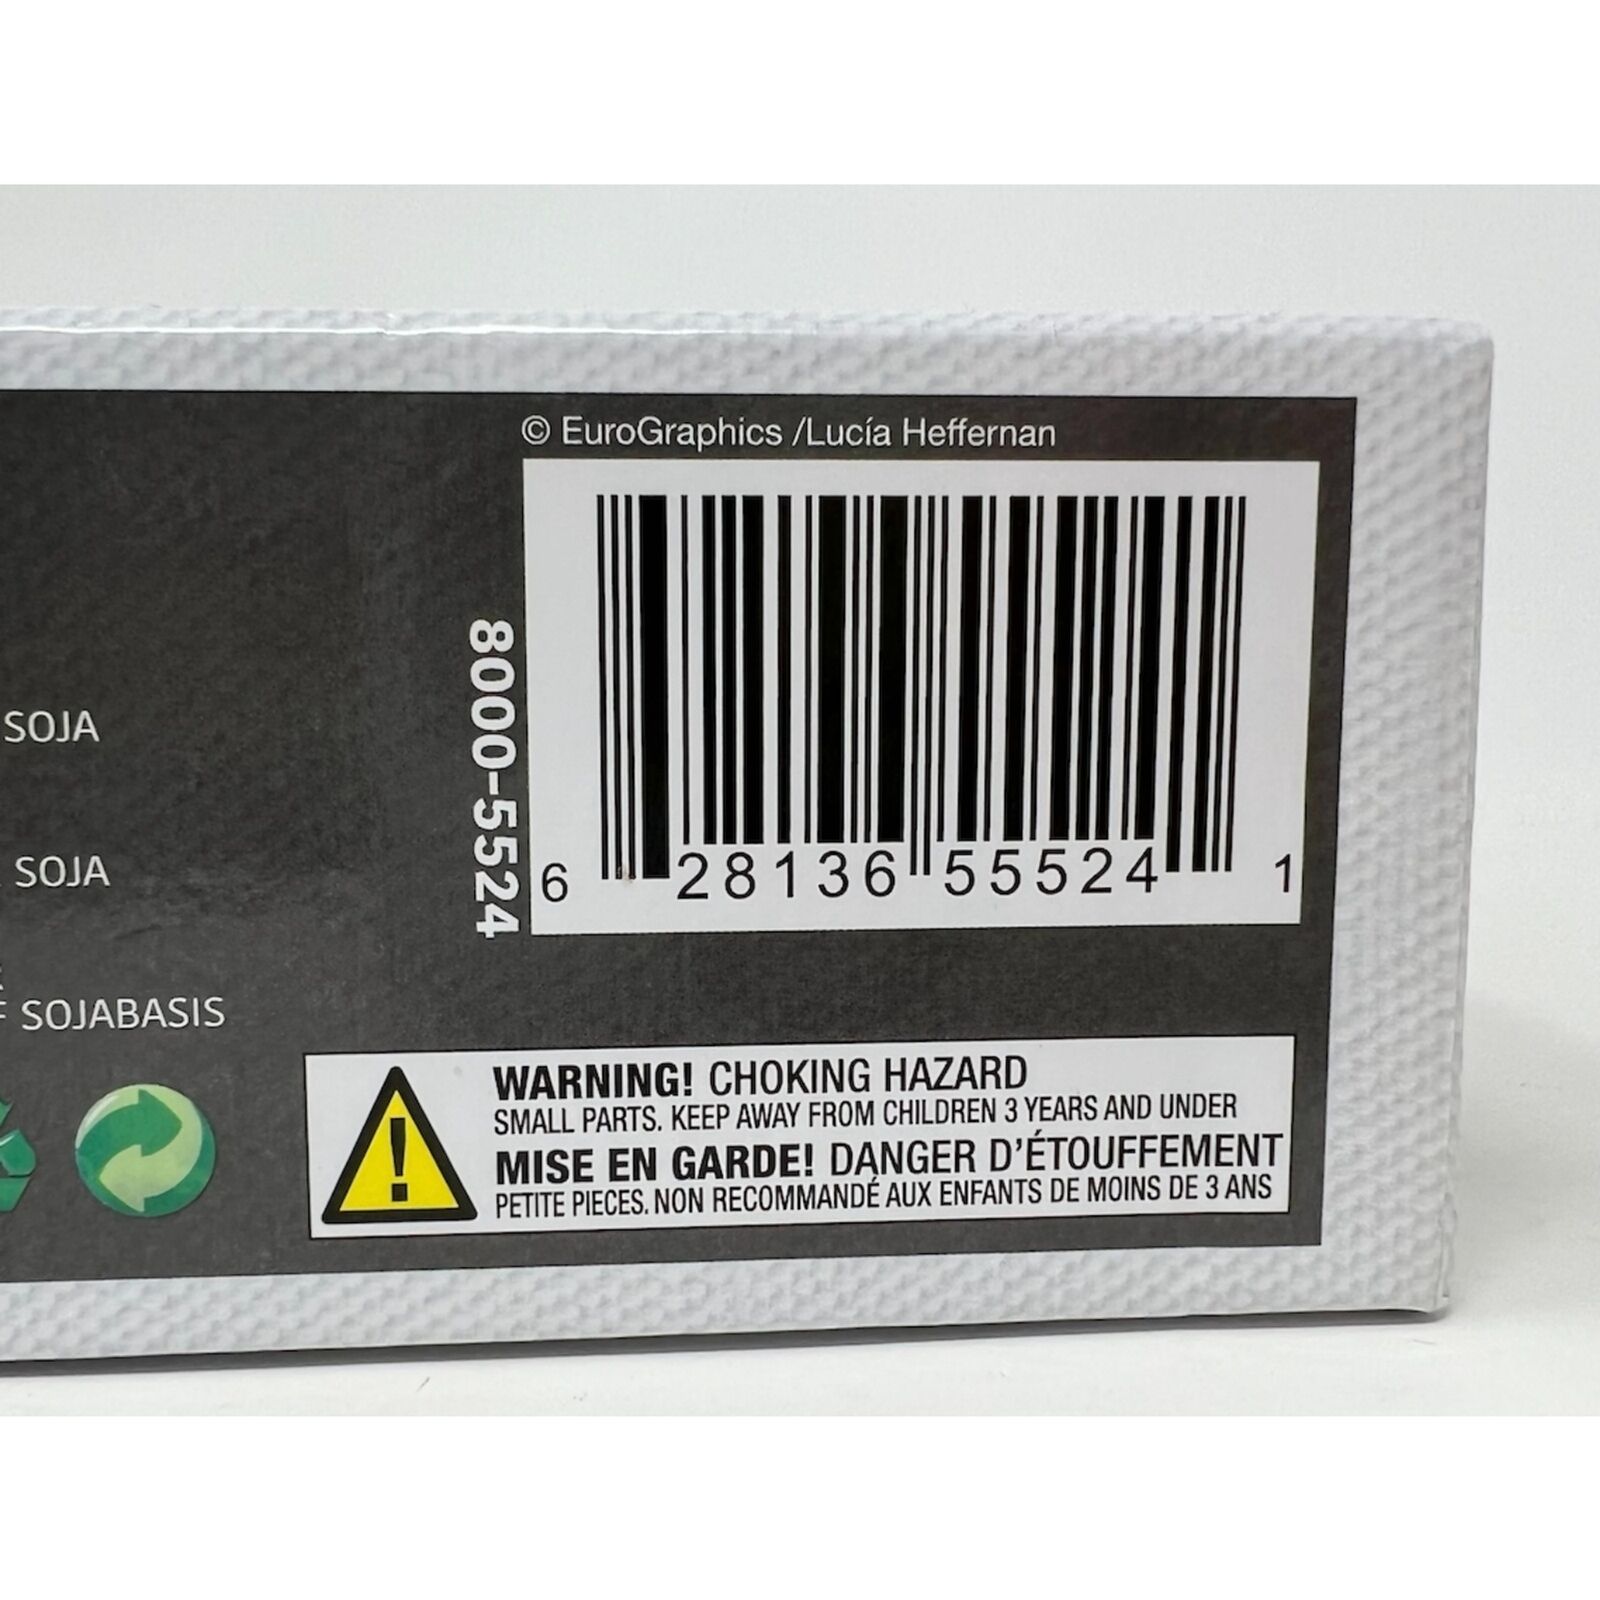 © EuroGraphics /Lucía Heffernan
8000-5524
6 28136 55524 1
SOJA
SOJA
SOJABASIS
WARNING! CHOKING HAZARD
SMALL PARTS. KEEP AWAY FROM CHILDREN 3 YEARS AND UNDER
MISE EN GARDE! DANGER D'ÉTOUFFEMENT
PETITE PIECES. NON RECOMMANDÉ AUX ENFANTS DE MOINS DE 3 ANS